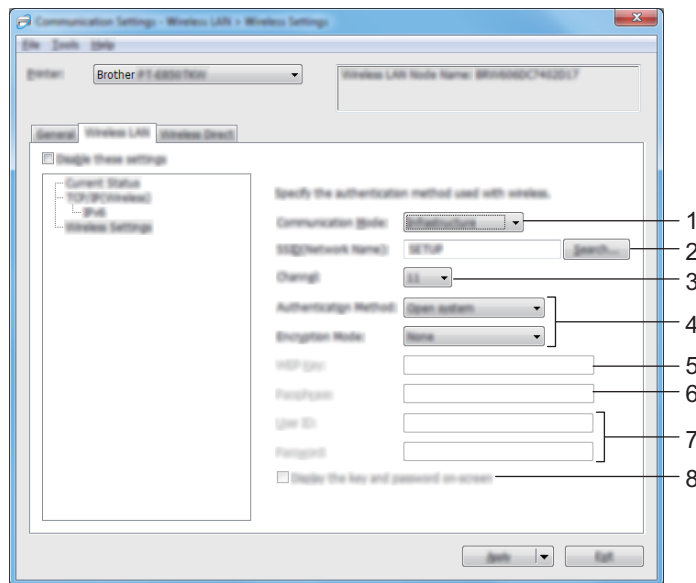 Communication Settings - Wireless LAN > Wireless Settings
File Tools Help
Printer: Brother
Wireless LAN Node Name:
General Wireless LAN Wireless Direct
Disable these settings
Current Status
TCP/IP(Wireless)
IPv6
Wireless Settings
Specify the authentication method used with wireless.
Communication Mode: Infrastructure 1
SSID(Network Name): SETUP Search... 2
Channel: 11 3
Authentication Method: Open system
4
Encryption Mode: None
WEP Key: 5
Passphrase: 6
User ID:
7
Password:
Display the key and password on-screen 8
Apply Exit